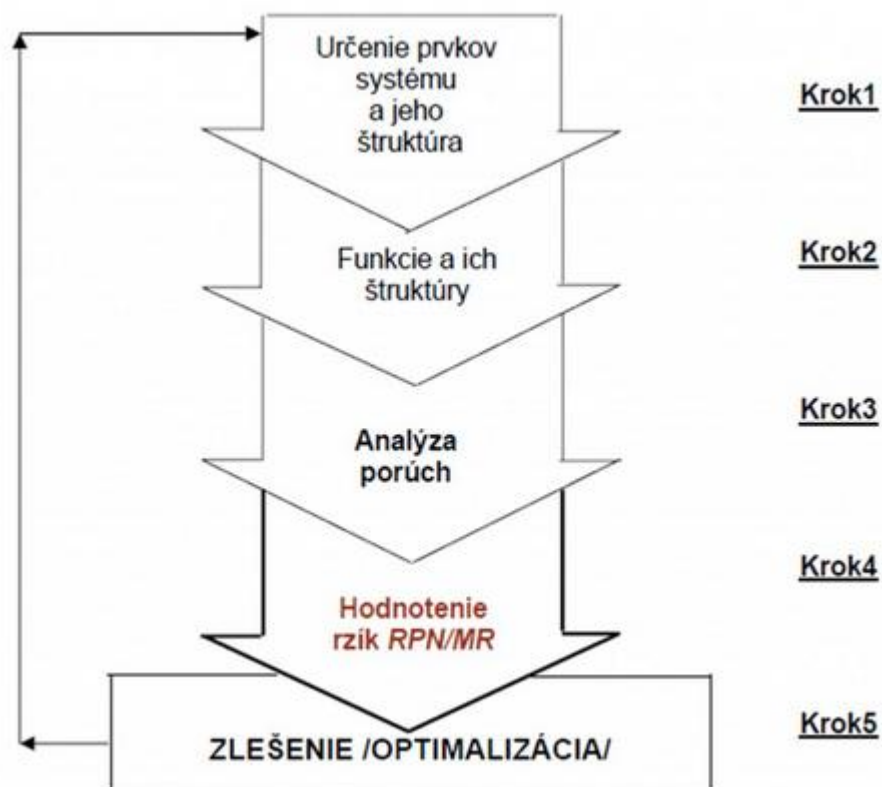 Určenie prvkov
systému
a jeho
štruktúra
Krok1
Funkcie a ich
štruktúry
Krok2
Analýza
porúch
Krok3
Hodnotenie
rzík RPN/MR
Krok4
ZLEŠENIE /OPTIMALIZÁCIA/
Krok5